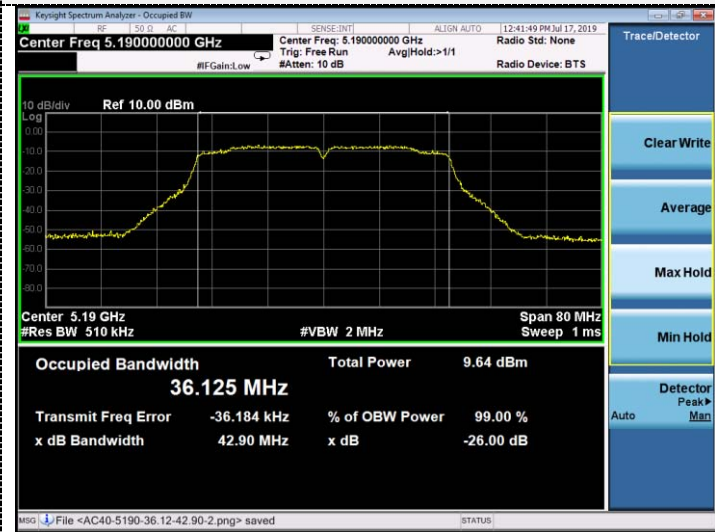 Keysight Spectrum Analyzer - Occupied BW
RF 50 Ω AC SENSE:INT ALIGN AUTO 12:41:49 PM Jul 17, 2019
Center Freq 5.190000000 GHz
Center Freq: 5.190000000 GHz
Radio Std: None
Trig: Free Run Avg|Hold:>1/1
#IFGain:Low
#Atten: 10 dB
Radio Device: BTS
Trace/Detector
10 dB/div Ref 10.00 dBm
Log
0.00
-10.0
-20.0
-30.0
-40.0
-50.0
-60.0
-70.0
-80.0
Center 5.19 GHz Span 80 MHz
#Res BW 510 kHz #VBW 2 MHz Sweep 1 ms
Clear Write
Average
Max Hold
Min Hold
Detector
Peak▶
Auto Man
Occupied Bandwidth Total Power 9.64 dBm
36.125 MHz
Transmit Freq Error -36.184 kHz % of OBW Power 99.00 %
x dB Bandwidth 42.90 MHz x dB -26.00 dB
MSG File <AC40-5190-36.12-42.90-2.png> saved STATUS